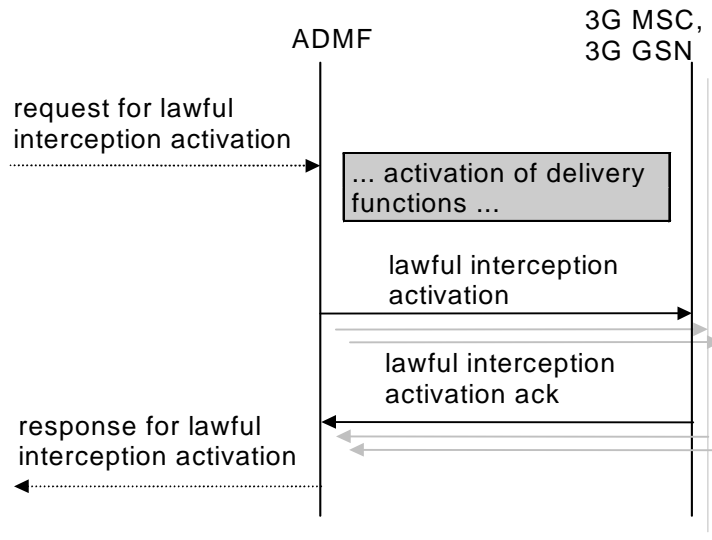 ADMF
3G MSC,
3G GSN
request for lawful
interception activation
... activation of delivery
functions ...
lawful interception
activation
lawful interception
activation ack
response for lawful
interception activation